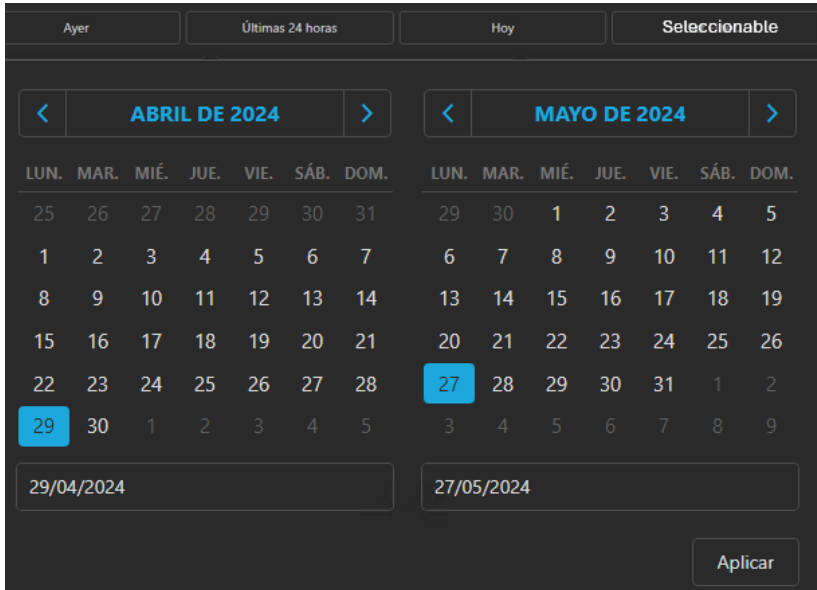 Ayer Últimas 24 horas Hoy Seleccionable
ABRIL DE 2024
LUN. MAR. MIÉ. JUE. VIE. SÁB. DOM.
25 26 27 28 29 30 31
1 2 3 4 5 6 7
8 9 10 11 12 13 14
15 16 17 18 19 20 21
22 23 24 25 26 27 28
29 30 1 2 3 4 5
29/04/2024
MAYO DE 2024
LUN. MAR. MIÉ. JUE. VIE. SÁB. DOM.
29 30 1 2 3 4 5
6 7 8 9 10 11 12
13 14 15 16 17 18 19
20 21 22 23 24 25 26
27 28 29 30 31 1 2
3 4 5 6 7 8 9
27/05/2024
Aplicar